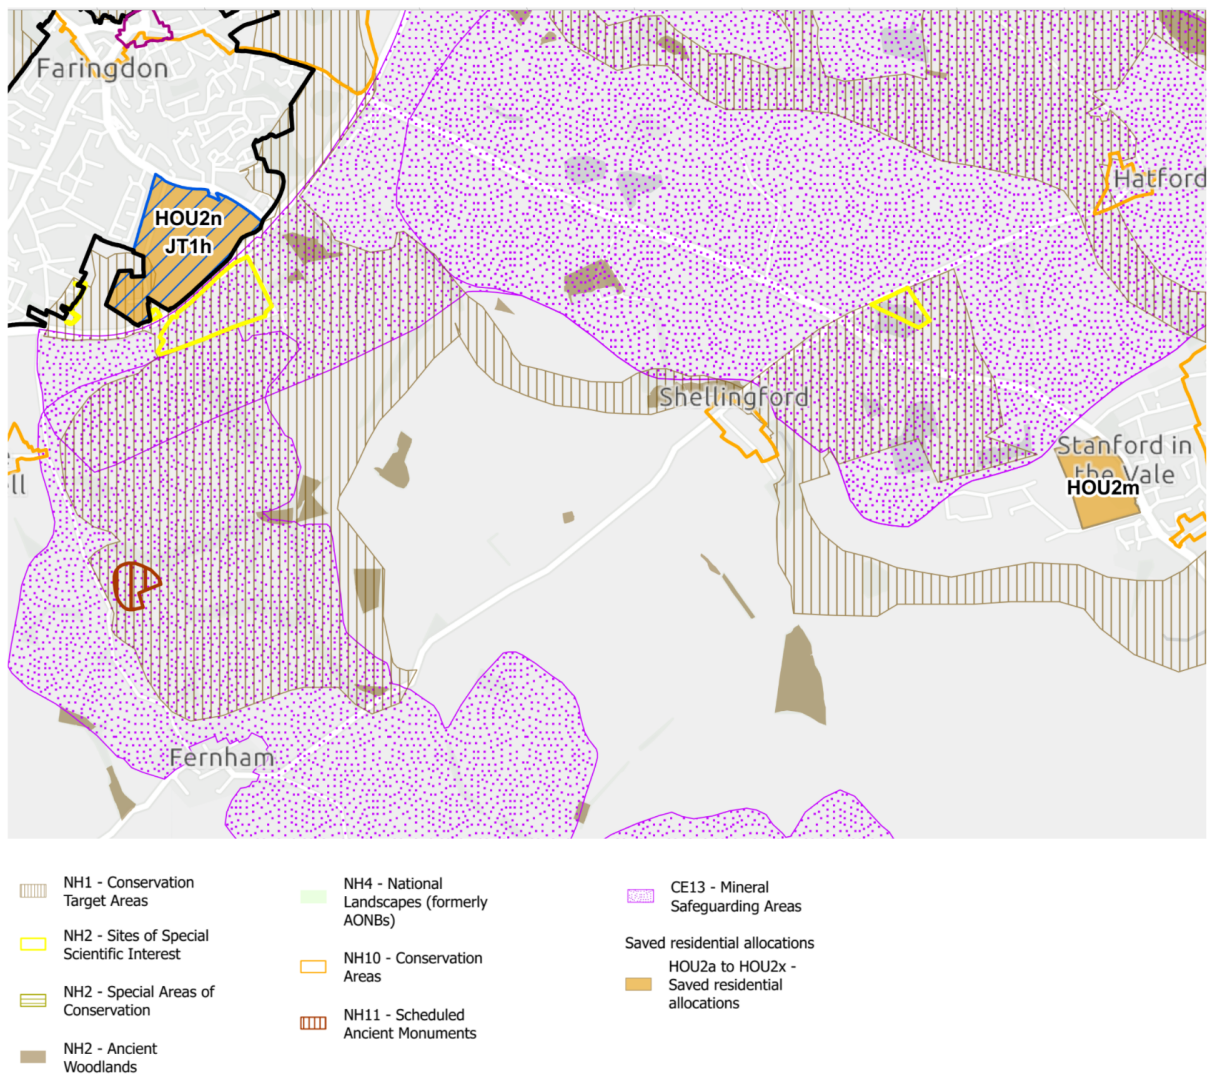 Faringdon
HOU2n
JT1h
Hatford
Shellingford
Stanford in
the Vale
HOU2m
ll
Fernham
NH1 - Conservation
Target Areas
NH2 - Sites of Special
Scientific Interest
NH2 - Special Areas of
Conservation
NH2 - Ancient
Woodlands
NH4 - National
Landscapes (formerly
AONBs)
NH10 - Conservation
Areas
NH11 - Scheduled
Ancient Monuments
CE13 - Mineral
Safeguarding Areas
Saved residential allocations
HOU2a to HOU2x -
Saved residential
allocations